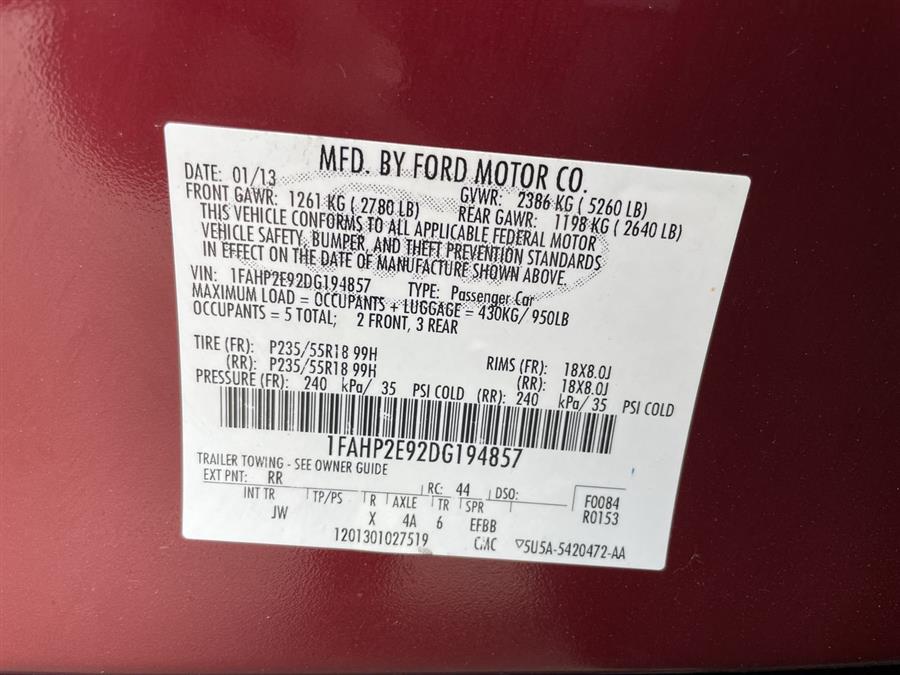 MFD. BY FORD MOTOR CO.
DATE: 01/13 GVWR: 2386 KG ( 5260 LB)
FRONT GAWR: 1261 KG ( 2780 LB) REAR GAWR: 1198 KG ( 2640 LB)
THIS VEHICLE CONFORMS TO ALL APPLICABLE FEDERAL MOTOR
VEHICLE SAFETY, BUMPER, AND THEFT PREVENTION STANDARDS
IN EFFECT ON THE DATE OF MANUFACTURE SHOWN ABOVE.
VIN: 1FAHP2E92DG194857 TYPE: Passenger Car
MAXIMUM LOAD = OCCUPANTS + LUGGAGE = 430KG/ 950LB
OCCUPANTS = 5 TOTAL; 2 FRONT, 3 REAR
TIRE (FR): P235/55R18 99H RIMS (FR): 18X8.0J
(RR): P235/55R18 99H (RR): 18X8.0J
PRESSURE (FR): 240 kPa/ 35 PSI COLD (RR): 240 kPa/ 35 PSI COLD
1FAHP2E92DG194857
TRAILER TOWING - SEE OWNER GUIDE
EXT PNT: RR RC: 44 DSO: F0084
INT TR TP/PS R AXLE TR SPR R0153
JW X 4A 6 EFBB
1201301027519 CMC ▽5U5A-5420472-AA